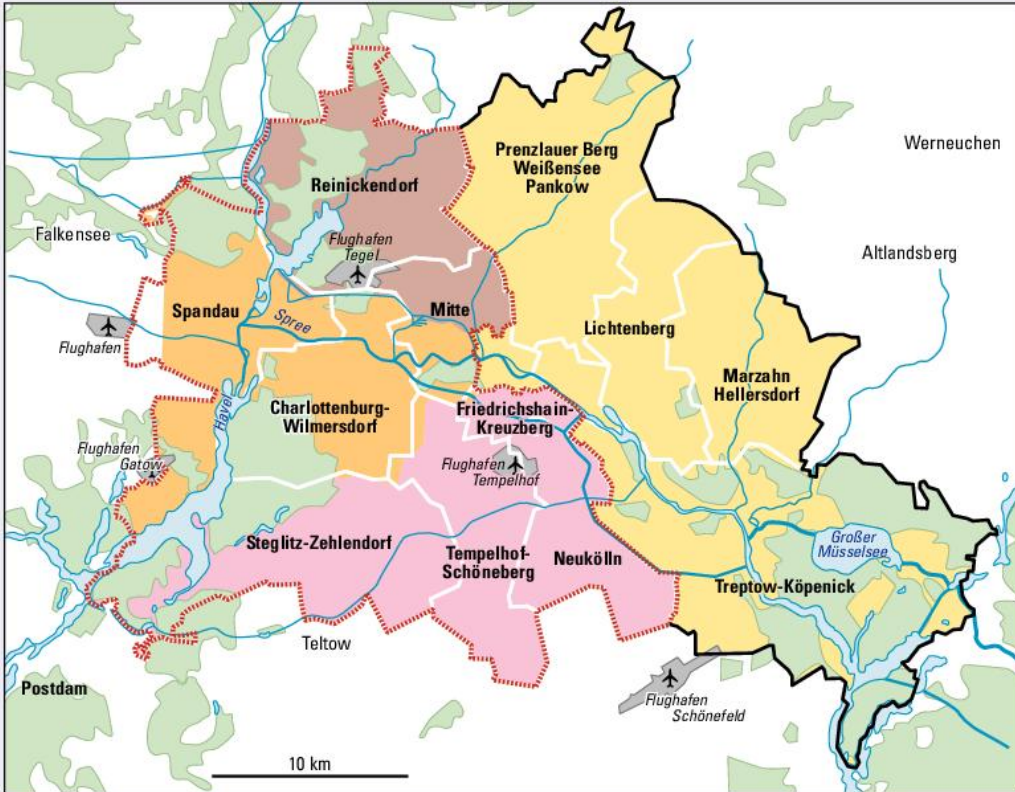 Prenzlauer Berg
Weißensee
Pankow
Werneuchen
Reinickendorf
Falkensee
Flughafen
Tegel
Altlandsberg
Spandau
Spree
Mitte
Lichtenberg
Flughafen
Marzahn
Hellersdorf
Havel
Charlottenburg-
Wilmersdorf
Friedrichshain-
Kreuzberg
Flughafen
Gatow
Flughafen
Tempelhof
Steglitz-Zehlendorf
Tempelhof-
Schöneberg
Neukölln
Großer
Müsselsee
Treptow-Köpenick
Teltow
Postdam
Flughafen
Schönefeld
10 km